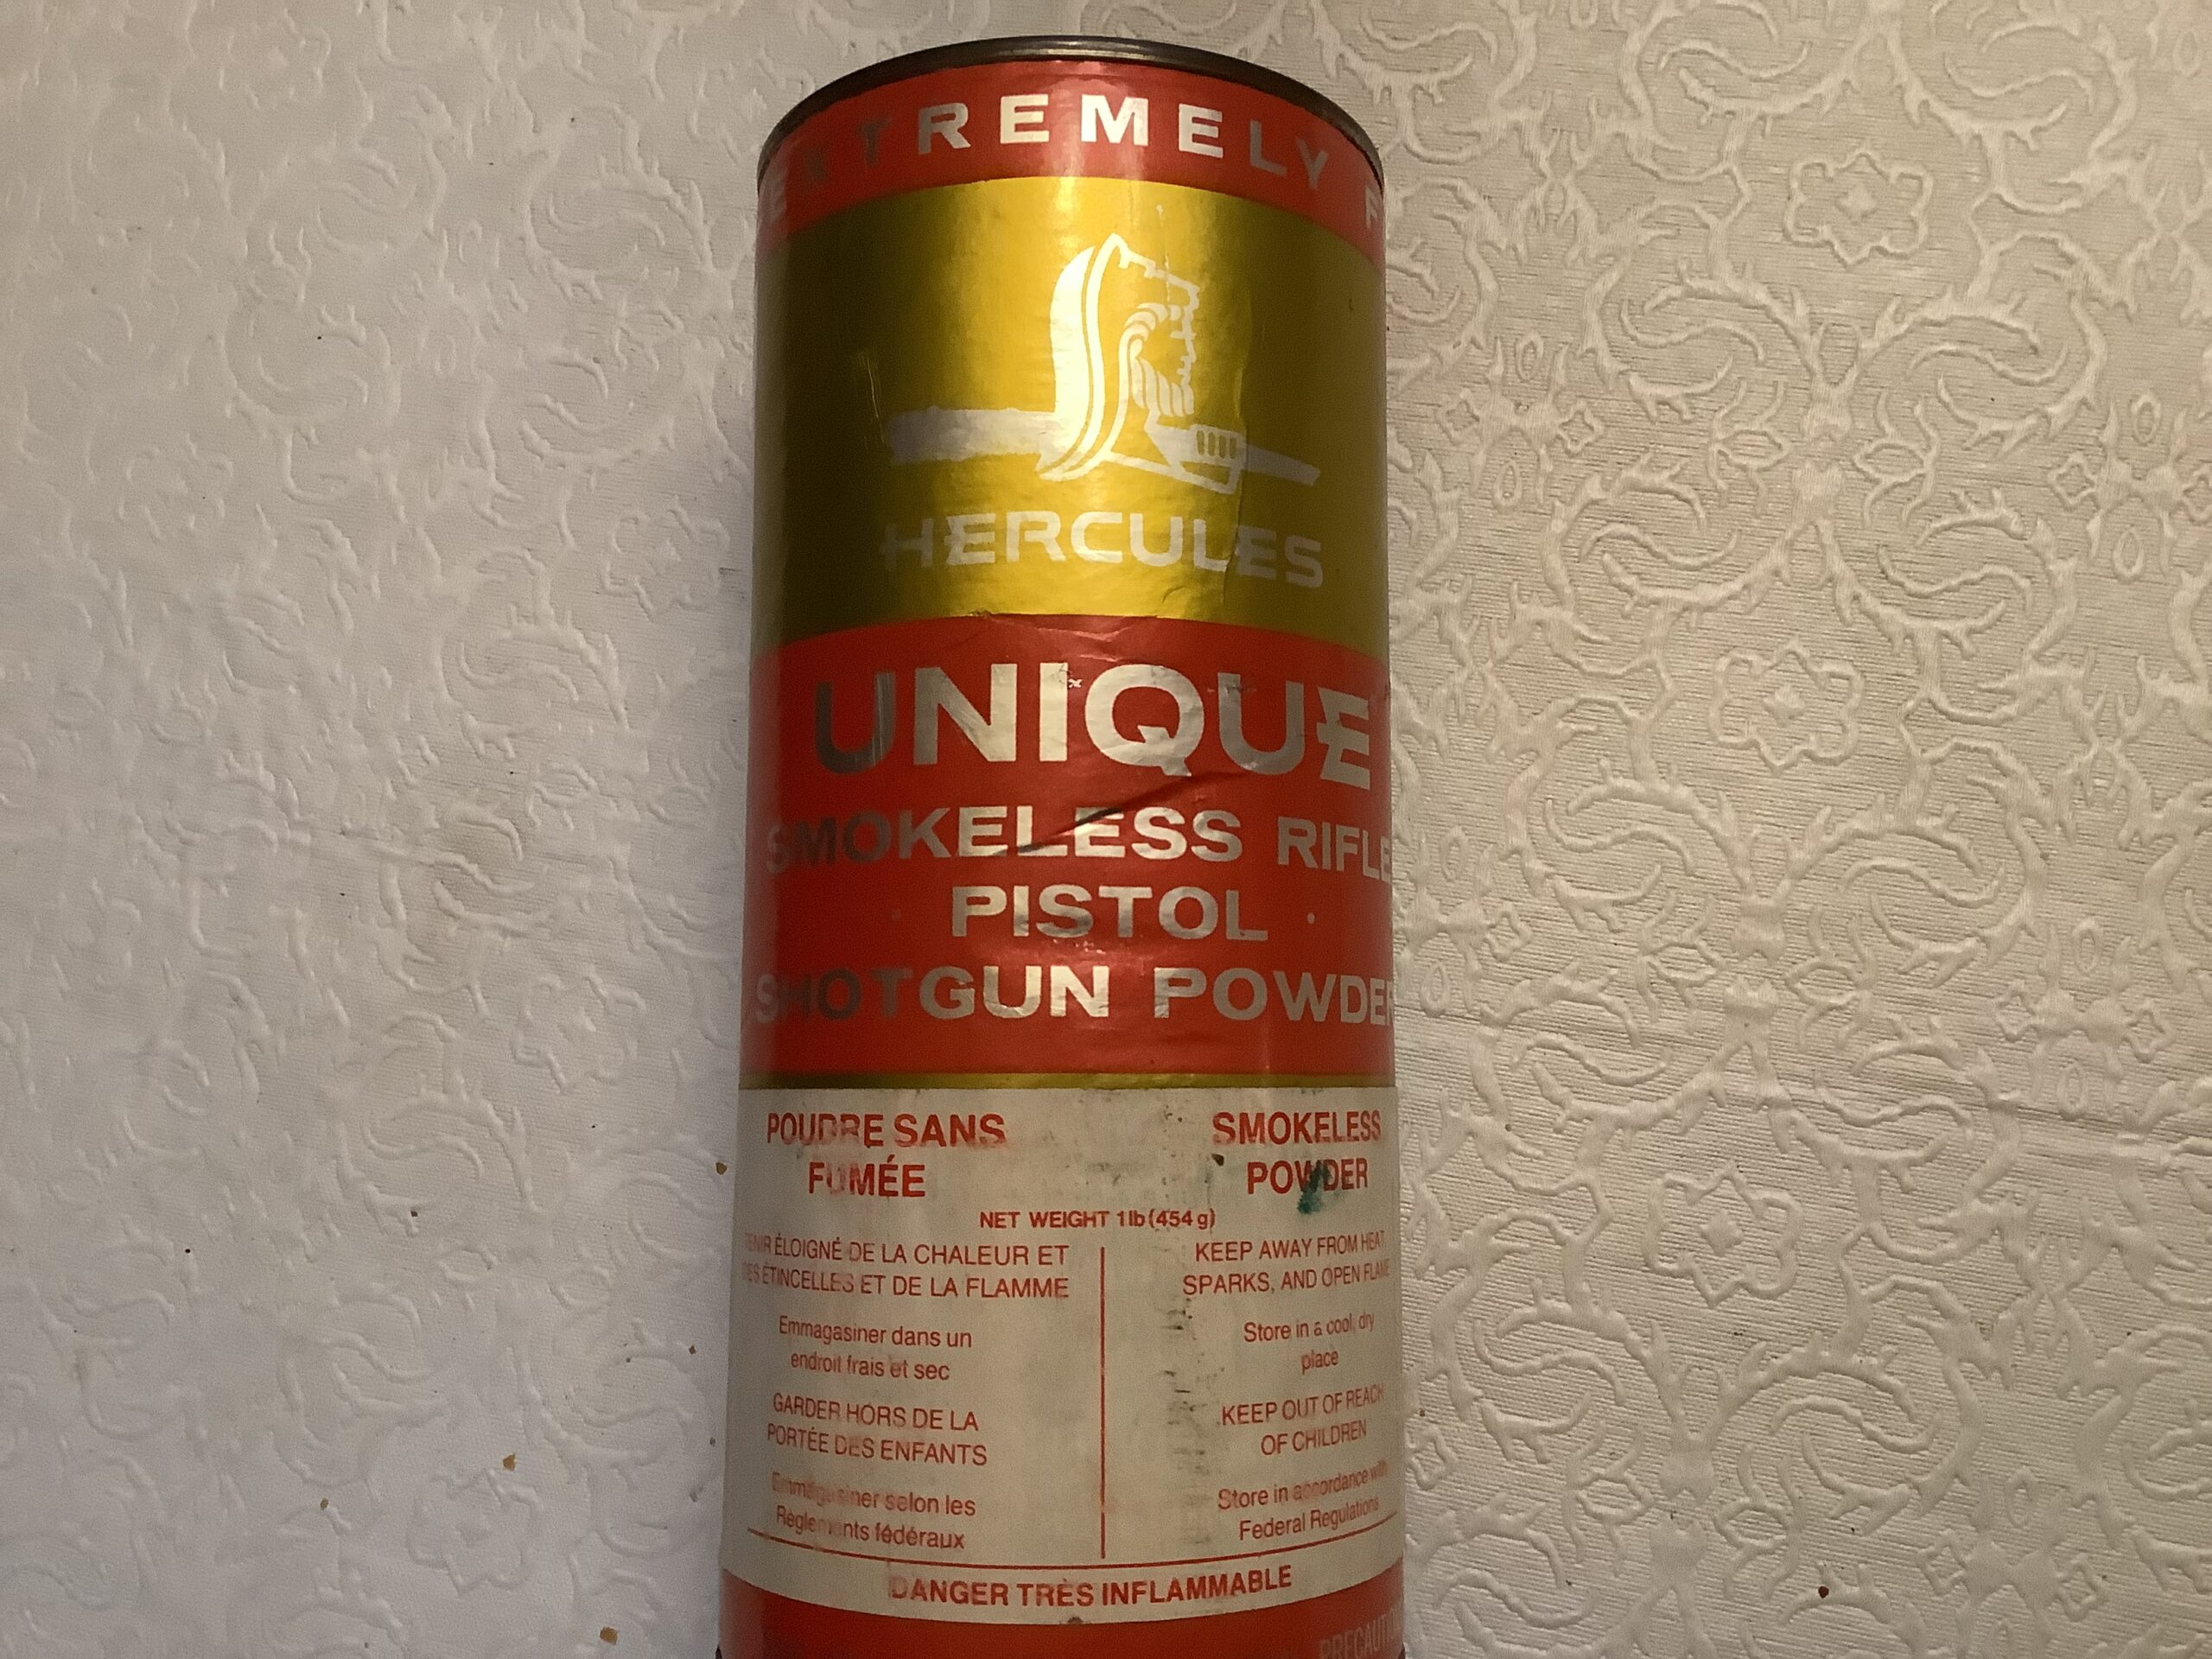 EXTREMELY
HERCULES
UNIQUE
SMOKELESS RIFLE
PISTOL
SHOTGUN POWDER
POUDRE SANS
FUMÉE
SMOKELESS
POWDER
NET WEIGHT 1 lb (454 g)
TENIR ÉLOIGNÉ DE LA CHALEUR ET
DES ÉTINCELLES ET DE LA FLAMME
Emmagasiner dans un
endroit frais et sec
GARDER HORS DE LA
PORTÉE DES ENFANTS
Emmagasiner selon les
Règlements fédéraux
KEEP AWAY FROM HEAT
SPARKS, AND OPEN FLAME
Store in a cool, dry
place
KEEP OUT OF REACH
OF CHILDREN
Store in accordance with
Federal Regulations
DANGER TRÈS INFLAMMABLE